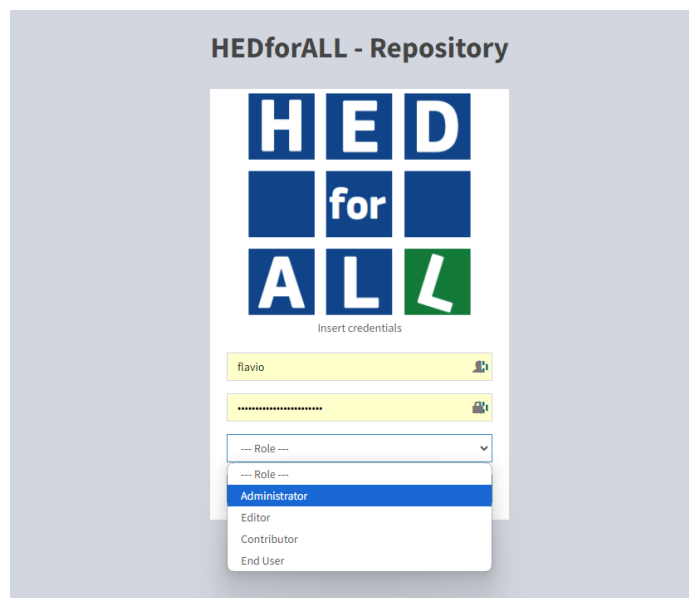 HEDforALL - Repository
HED
for
ALL
Insert credentials
flavio
••••••••••••••••••••••••
--- Role ---
--- Role ---
Administrator
Editor
Contributor
End User